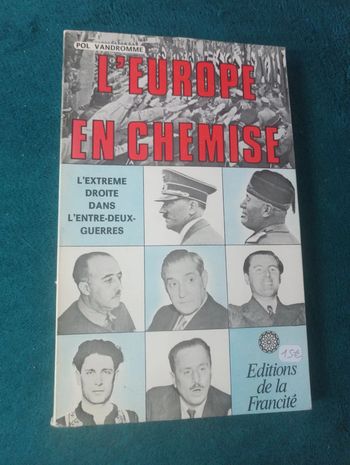 POL VANDROMME
L'EUROPE
EN CHEMISE
L'EXTREME
DROITE
DANS
L'ENTRE-DEUX-
GUERRES
15€
Editions
de la
Francité